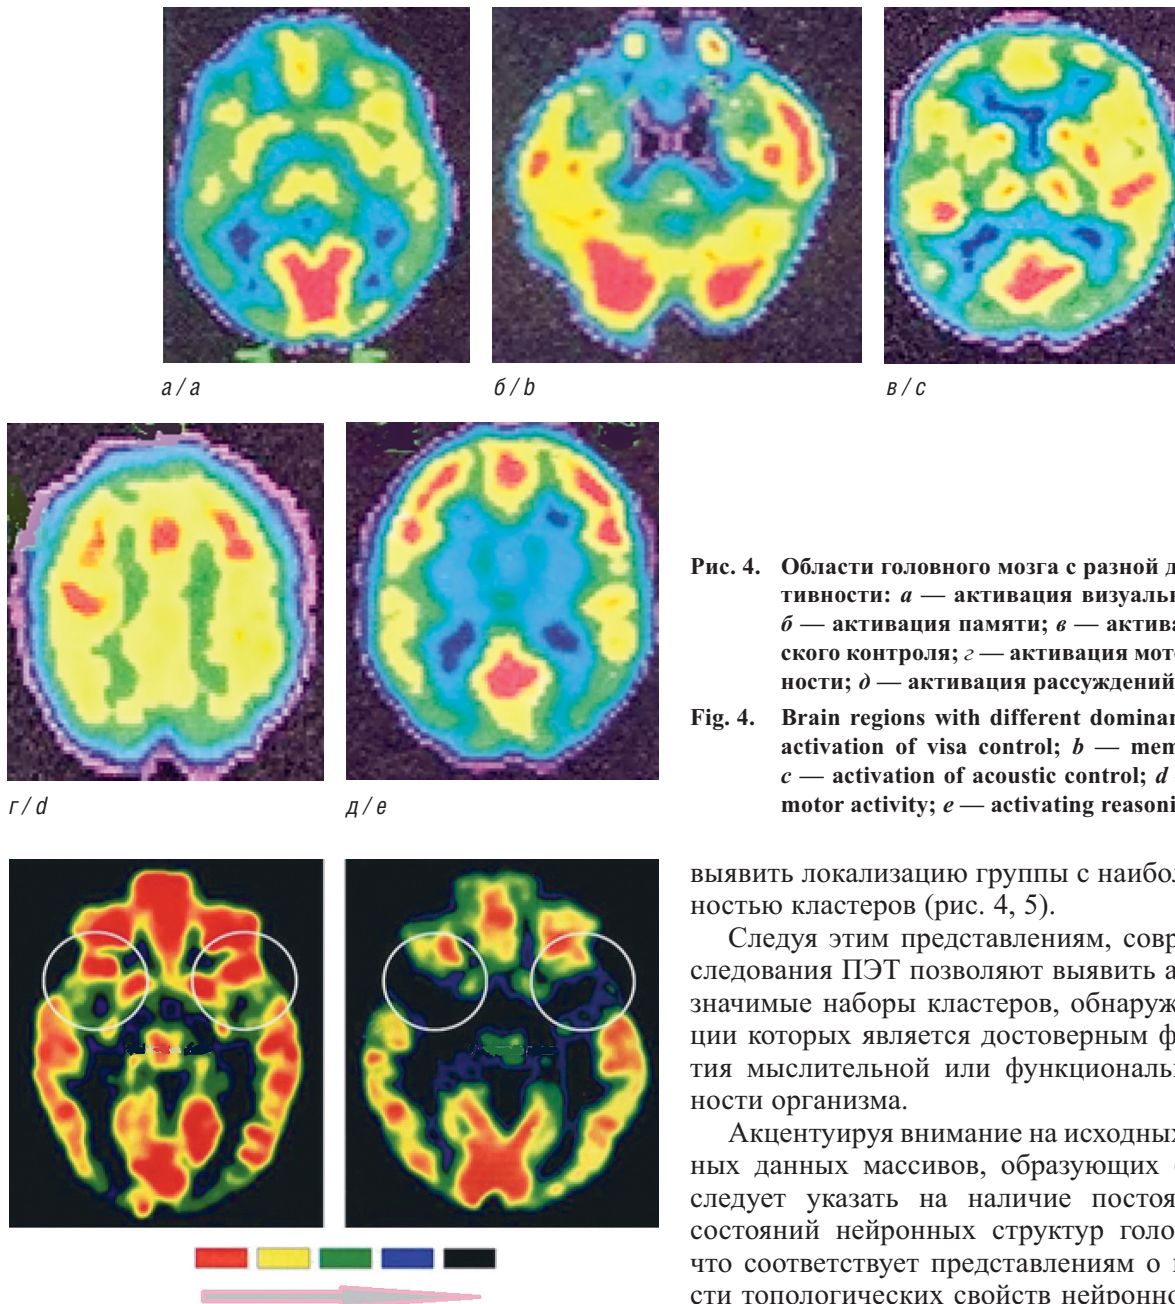 а / a
б / b
в / c
г / d
д / e
Рис. 4. Области головного мозга с разной д
тивности: а — активация визуальн
б — активация памяти; в — актива
ского контроля; г — активация мото
ности; д — активация рассуждений
Fig. 4. Brain regions with different dominan
activation of visa control; b — mem
c — activation of acoustic control; d
motor activity; e — activating reasoni
выявить локализацию группы с наибол
ностью кластеров (рис. 4, 5).
Следуя этим представлениям, совр
следования ПЭТ позволяют выявить а
значимые наборы кластеров, обнаруж
ции которых является достоверным ф
тия мыслительной или функциональ
ности организма.
Акцентируя внимание на исходных
ных данных массивов, образующих
следует указать на наличие постоя
состояний нейронных структур голо
что соответствует представлениям о
сти топологических свойств нейронно